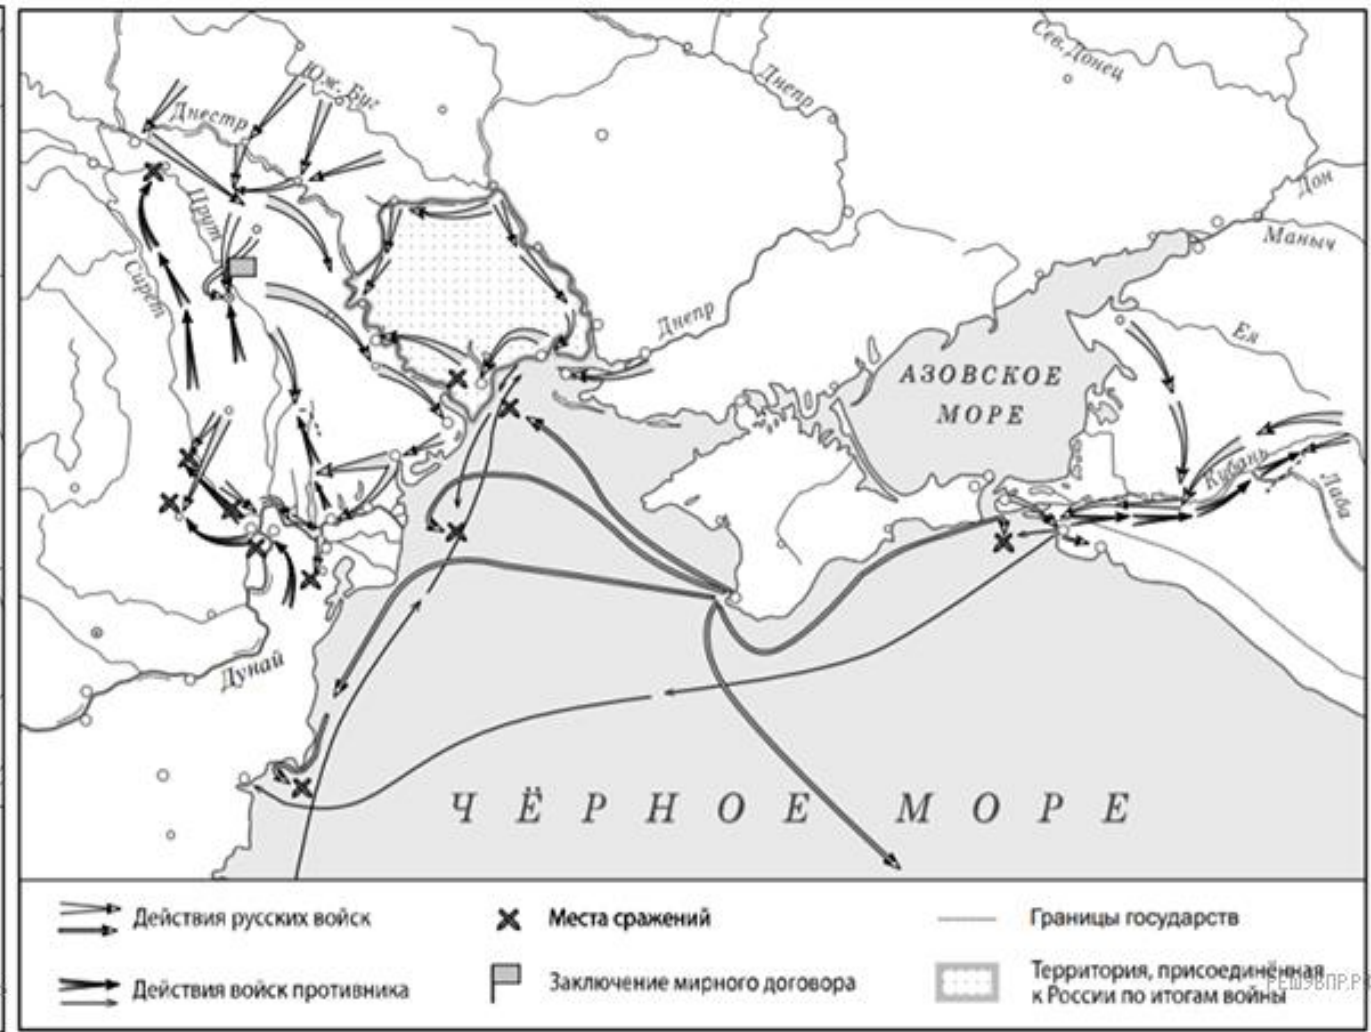 Юж. Буг
Днепр
Сев. Донец
Днестр
Дон
Прут
Маныч
Сирет
Днепр
Ея
АЗОВСКОЕ
МОРЕ
Кубань
Лаба
Дунай
ЧЁРНОЕ МОРЕ
Действия русских войск
Места сражений
Границы государств
Действия войск противника
Заключение мирного договора
Территория, присоединённая
к России по итогам войны